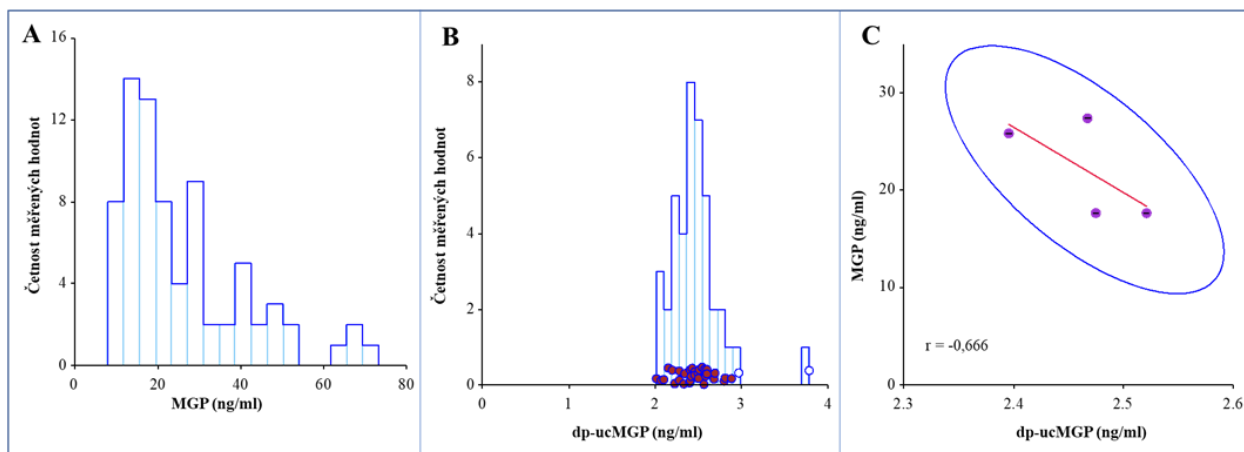 A
16
12
8
4
0
0
20
40
60
80
Četnost měřených hodnot
MGP (ng/ml)
B
8
6
4
2
0
0
1
2
3
4
Četnost měřených hodnot
dp-ucMGP (ng/ml)
C
30
20
10
0
2.3
2.4
2.5
2.6
MGP (ng/ml)
r = -0,666
dp-ucMGP (ng/ml)